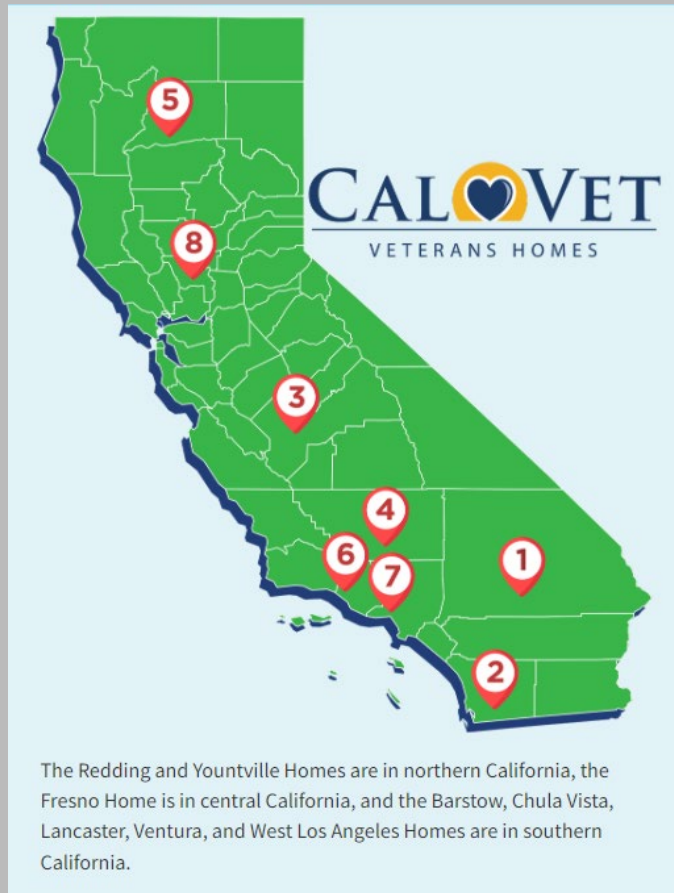 5
CAL VET
VETERANS HOMES
8
3
4
6
7
1
2
The Redding and Yountville Homes are in northern California, the
Fresno Home is in central California, and the Barstow, Chula Vista,
Lancaster, Ventura, and West Los Angeles Homes are in southern
California.